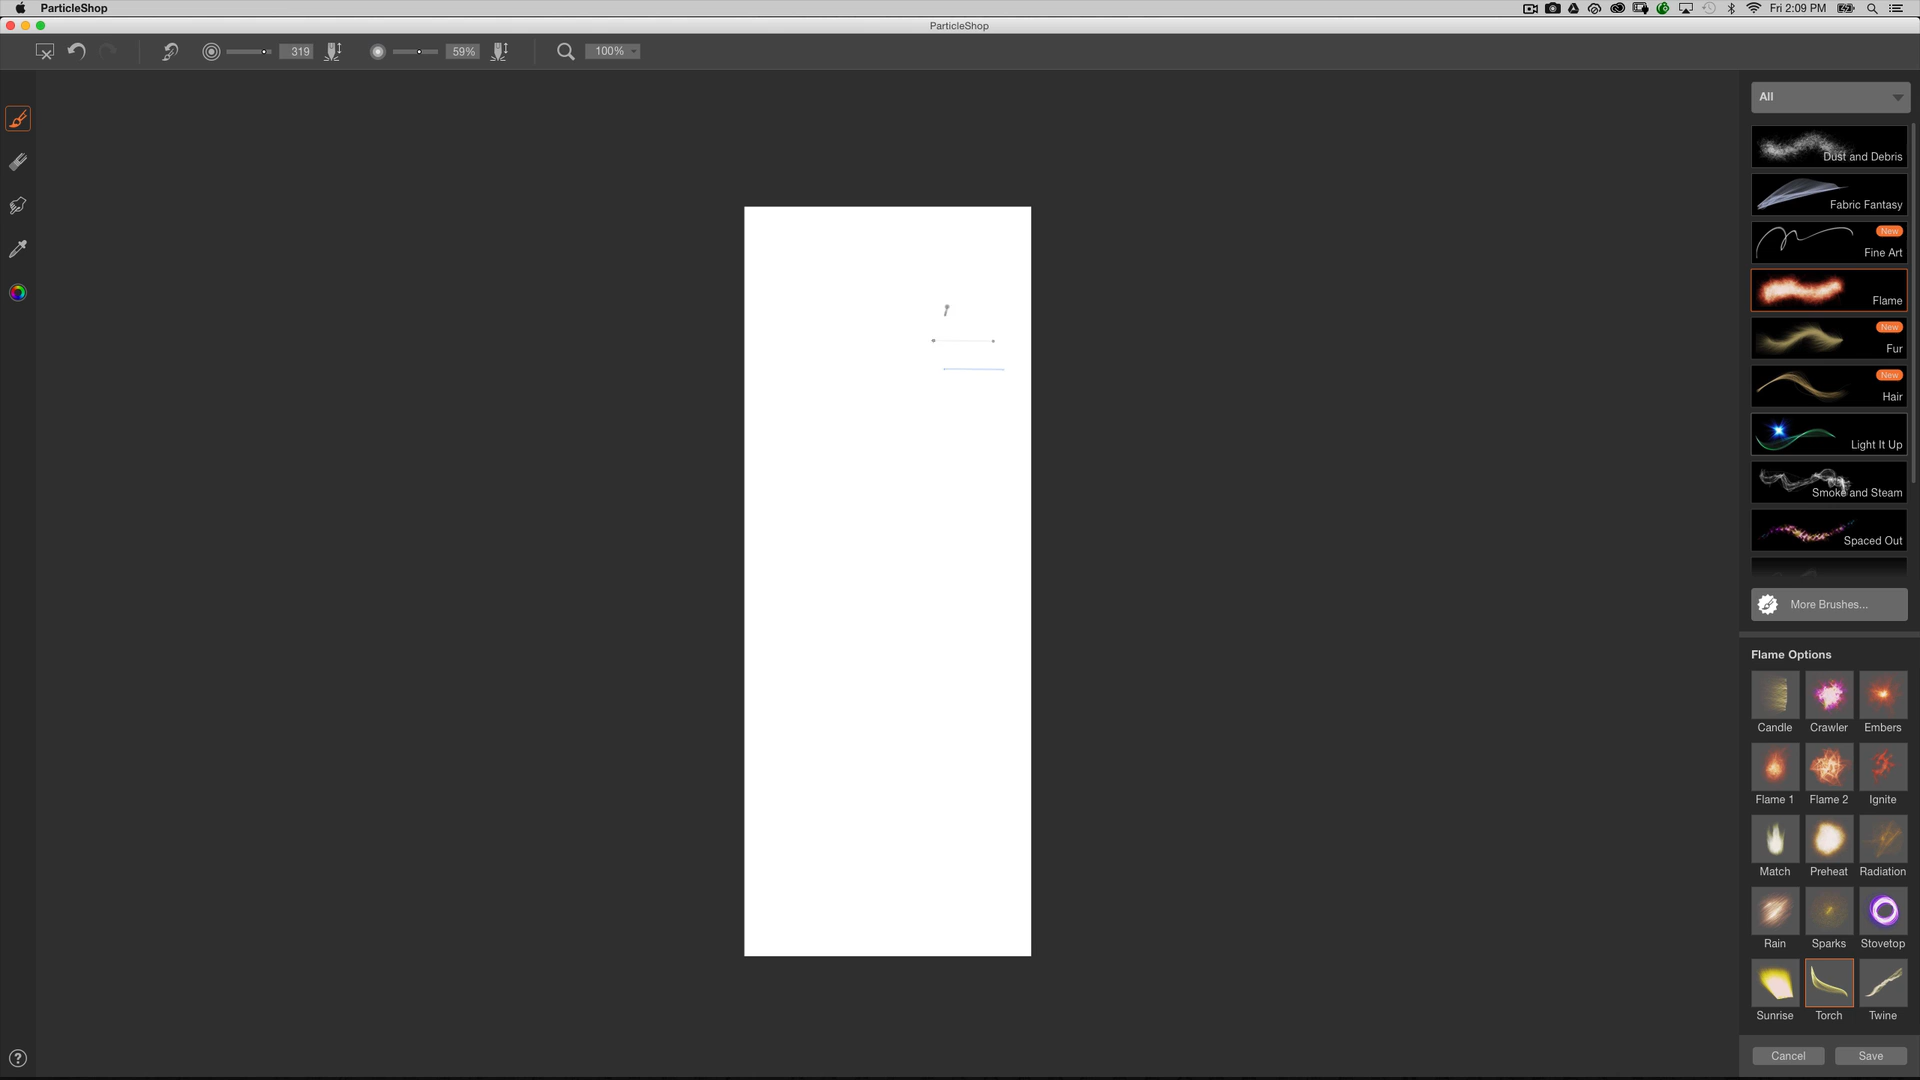 ParticleShop
Fri 2:09 PM
ParticleShop
319
59%
100%
All
Dust and Debris
Fabric Fantasy
New
Fine Art
Flame
New
Fur
New
Hair
Light It Up
Smoke and Steam
Spaced Out
More Brushes...
Flame Options
Candle Crawler Embers
Flame 1 Flame 2 Ignite
Match Preheat Radiation
Rain Sparks Stovetop
Sunrise Torch Twine
?
Cancel Save